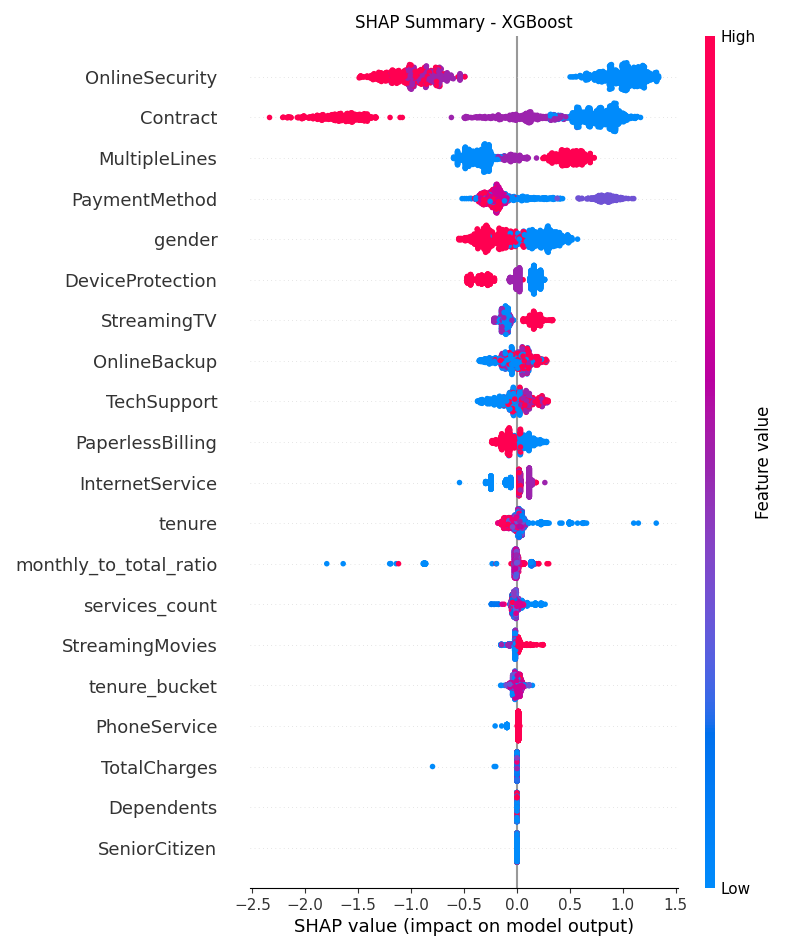 SHAP Summary - XGBoost
High
OnlineSecurity
Contract
MultipleLines
PaymentMethod
gender
DeviceProtection
StreamingTV
OnlineBackup
TechSupport
PaperlessBilling
InternetService
tenure
monthly_to_total_ratio
services_count
StreamingMovies
tenure_bucket
PhoneService
TotalCharges
Dependents
SeniorCitizen
Feature value
Low
−2.5 −2.0 −1.5 −1.0 −0.5 0.0 0.5 1.0 1.5
SHAP value (impact on model output)